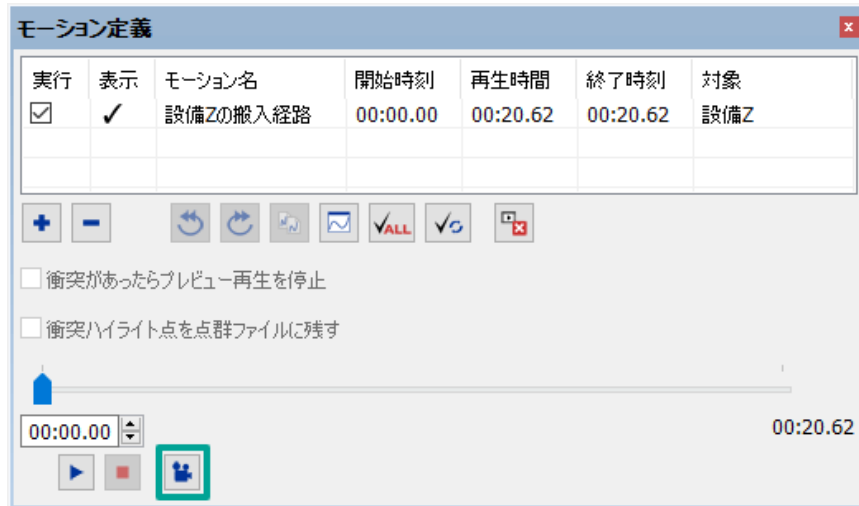 モーション定義
実行 表示 モーション名 開始時刻 再生時間 終了時刻 対象
設備Zの搬入経路 00:00.00 00:20.62 00:20.62 設備Z
ALL
衝突があったらプレビュー再生を停止
衝突ハイライト点を点群ファイルに残す
00:00.00 00:20.62